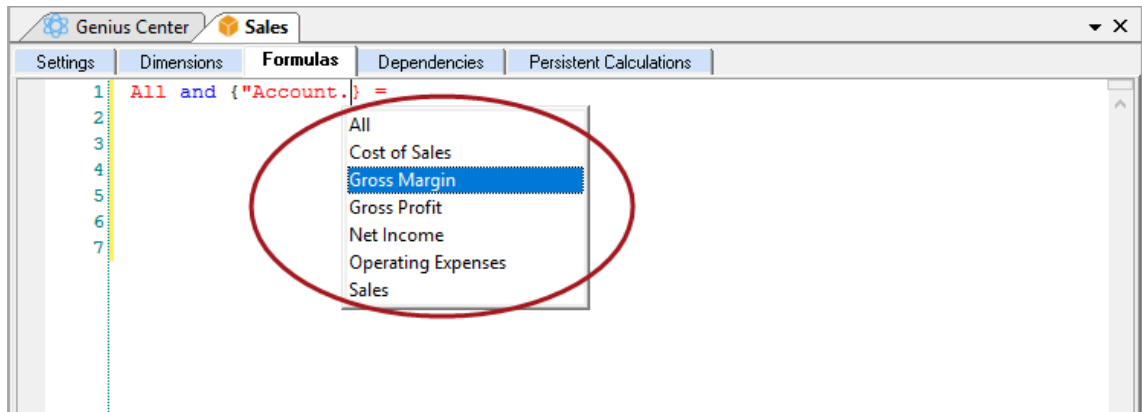 Genius Center Sales
Settings Dimensions Formulas Dependencies Persistent Calculations
1 All and {"Account.} =
2 All
3 Cost of Sales
4 Gross Margin
5 Gross Profit
6 Net Income
7 Operating Expenses
Sales